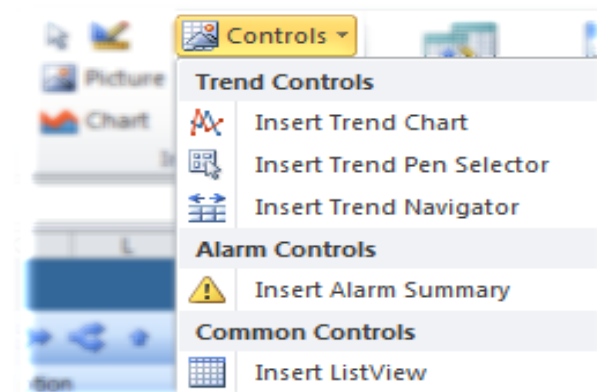 Controls
Picture
Chart
Trend Controls
Insert Trend Chart
Insert Trend Pen Selector
Insert Trend Navigator
L
Alarm Controls
Insert Alarm Summary
Common Controls
Insert ListView